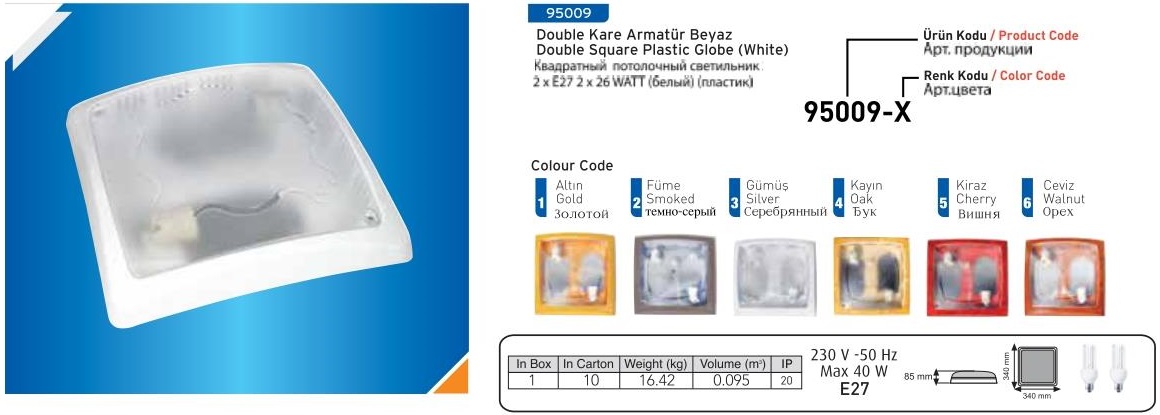 95009
Double Kare Armatür Beyaz
Double Square Plastic Globe (White)
Квадратный потолочный светильник
2 x E27 2 x 26 WATT (белый) (пластик)
Ürün Kodu / Product Code
Арт. продукции
Renk Kodu / Color Code
Арт.цвета
95009-X
Colour Code
1 Altın
Gold
Золотой
2 Füme
Smoked
темно-серый
3 Gümüş
Silver
Серебрянный
4 Kayın
Oak
Бук
5 Kiraz
Cherry
Вишня
6 Ceviz
Walnut
Орех
In Box In Carton Weight (kg) Volume (m³) IP
1 10 16.42 0.095 20
230 V -50 Hz
Max 40 W
E27
85 mm
340 mm
340 mm